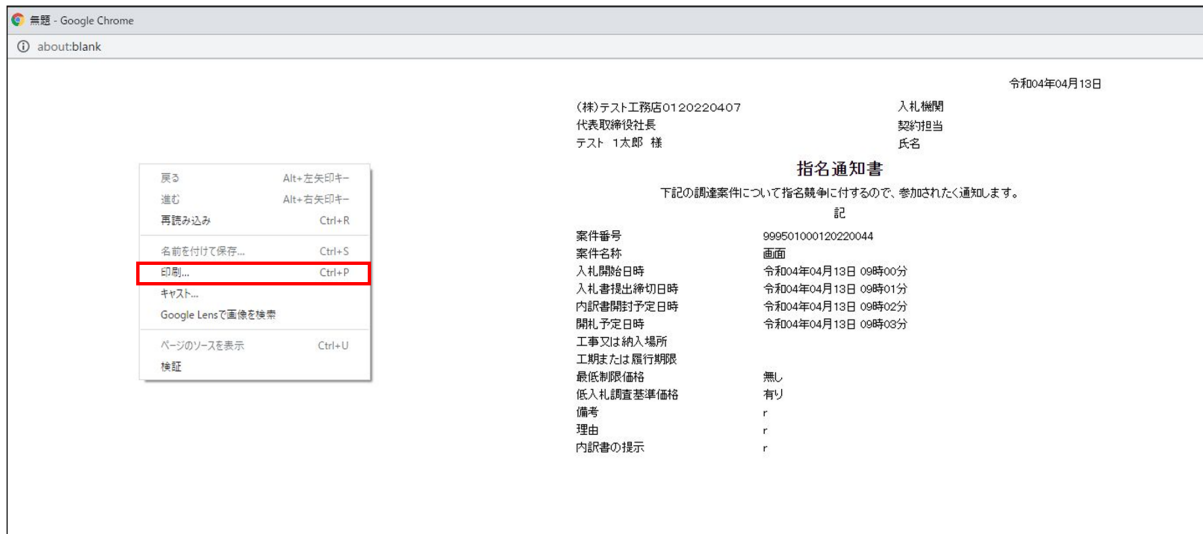 無題 - Google Chrome
about:blank
令和04年04月13日
(株)テスト工務店0120220407 入札機関
代表取締役社長 契約担当
テスト 1太郎 様 氏名
指名通知書
下記の調達案件について指名競争に付するので、参加されたく通知します。
記
案件番号 999501000120220044
案件名称 画面
入札開始日時 令和04年04月13日 09時00分
入札書提出締切日時 令和04年04月13日 09時01分
内訳書開封予定日時 令和04年04月13日 09時02分
開札予定日時 令和04年04月13日 09時03分
工事又は納入場所
工期または履行期限
最低制限価格 無し
低入札調査基準価格 有り
備考 r
理由 r
内訳書の提示 r
戻る Alt+左矢印キー
進む Alt+右矢印キー
再読み込み Ctrl+R
名前を付けて保存... Ctrl+S
印刷... Ctrl+P
キャスト...
Google Lensで画像を検索
ページのソースを表示 Ctrl+U
検証